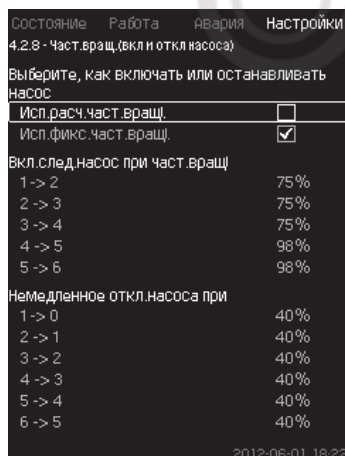 Состояние Работа Авария Настройки
4.2.8 - Част.вращ.(вкл и откл насоса)
Выберите, как включать или останавливать
насос
Исп.расч.част.вращ.
Исп.фикс.част.вращ.
Вкл.след.насос при част.вращ
1 -> 2 75%
2 -> 3 75%
3 -> 4 75%
4 -> 5 98%
5 -> 6 98%
Немедленное откл.насоса при
1 -> 0 40%
2 -> 1 40%
3 -> 2 40%
4 -> 3 40%
5 -> 4 40%
6 -> 5 40%
2012-06-01 18:22